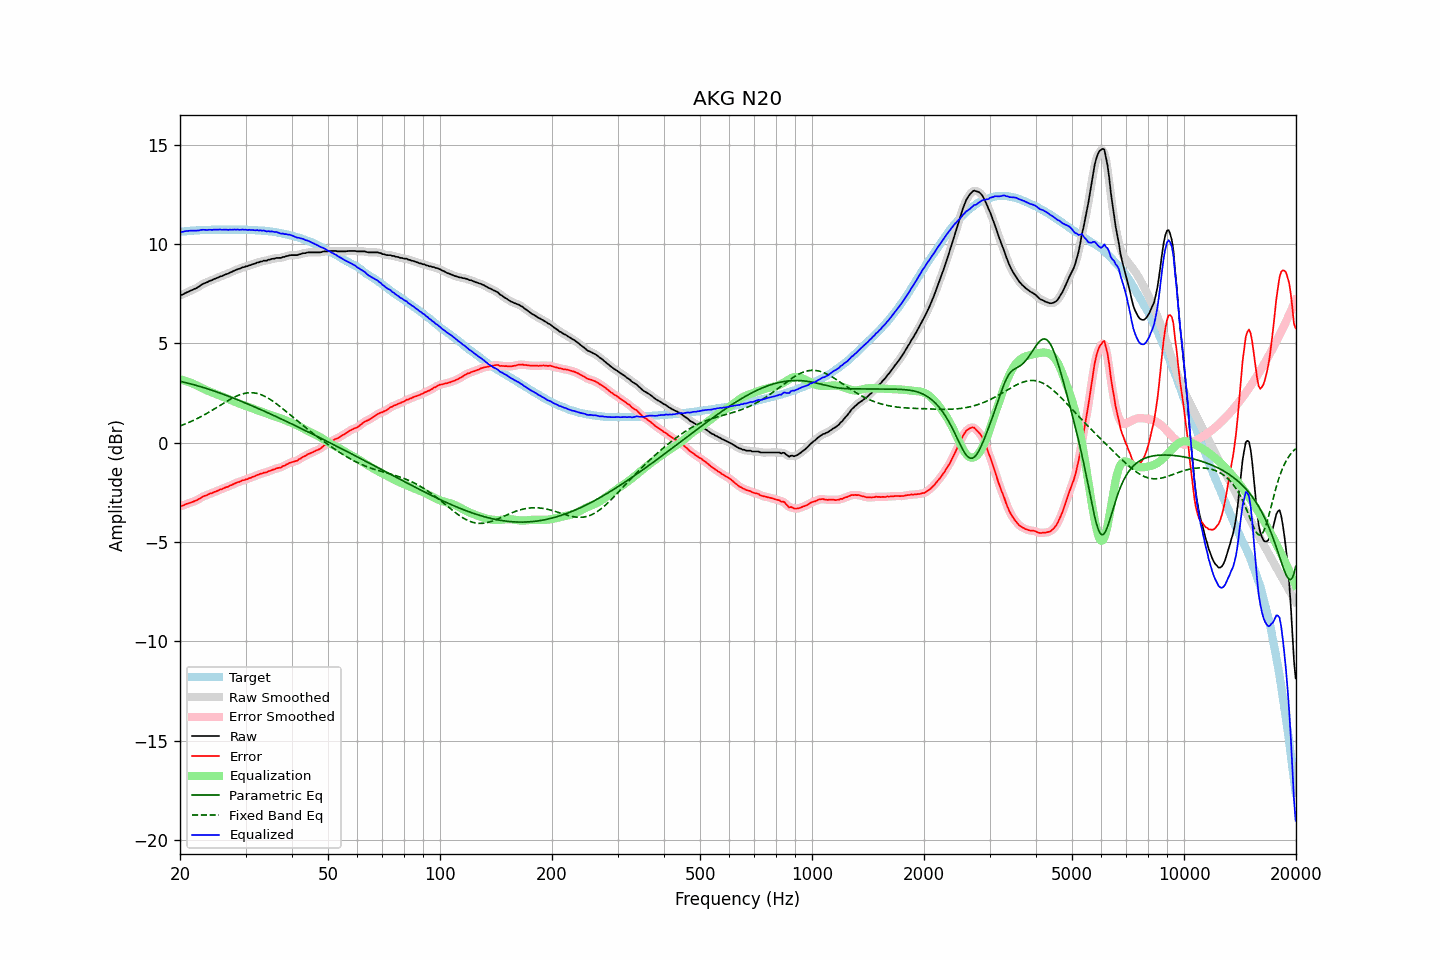 AKG N20
15
10
5
0
−5
−10
−15
−20
Amplitude (dBr)
20
50
100
200
500
1000
2000
5000
10000
20000
Frequency (Hz)
Target
Raw Smoothed
Error Smoothed
Raw
Error
Equalization
Parametric Eq
Fixed Band Eq
Equalized